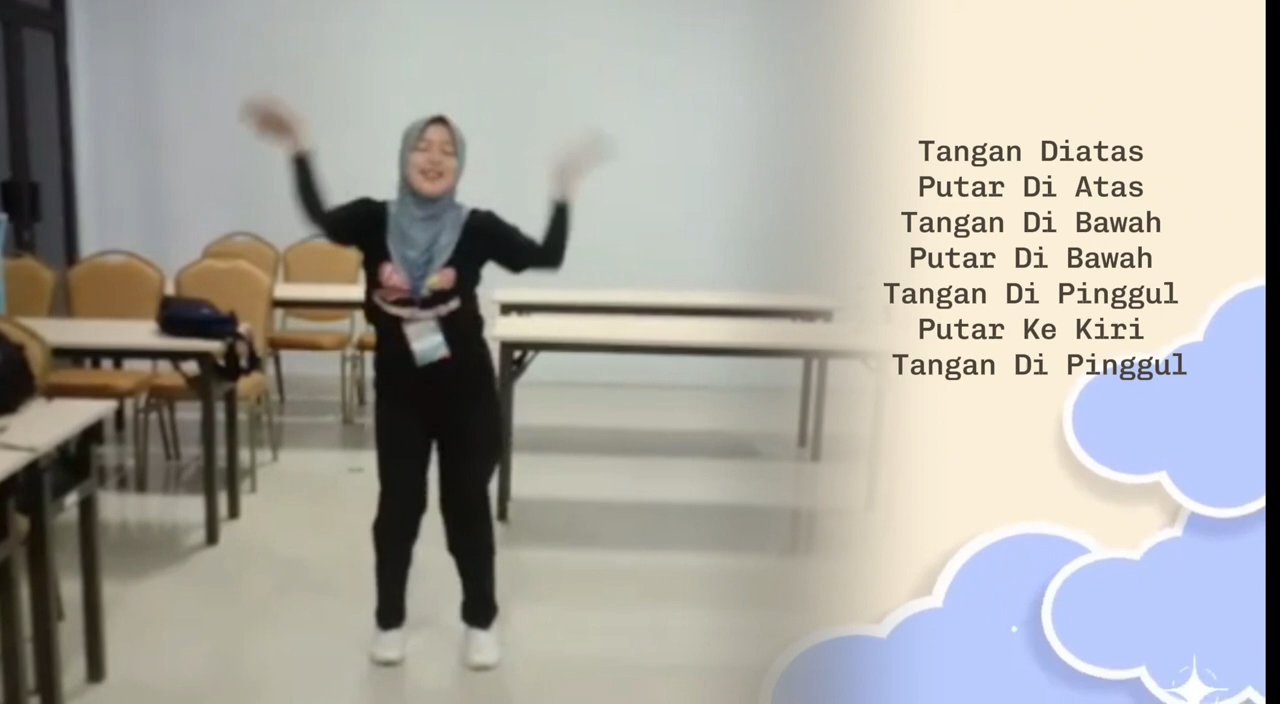 Tangan Diatas
Putar Di Atas
Tangan Di Bawah
Putar Di Bawah
Tangan Di Pinggul
Putar Ke Kiri
Tangan Di Pinggul